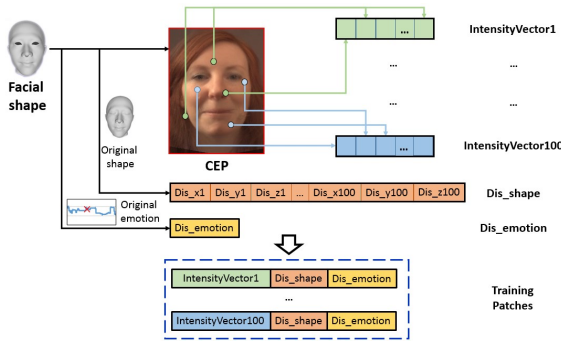 IntensityVector1
...
Facial
shape
... ...
... ...
Original
shape
CEP
...
IntensityVector100
Dis_x1 Dis_y1 Dis_z1 ... Dis_x100 Dis_y100 Dis_z100
Dis_shape
Original
emotion
Dis_emotion
Dis_emotion
IntensityVector1 Dis_shape Dis_emotion
...
IntensityVector100 Dis_shape Dis_emotion
Training
Patches